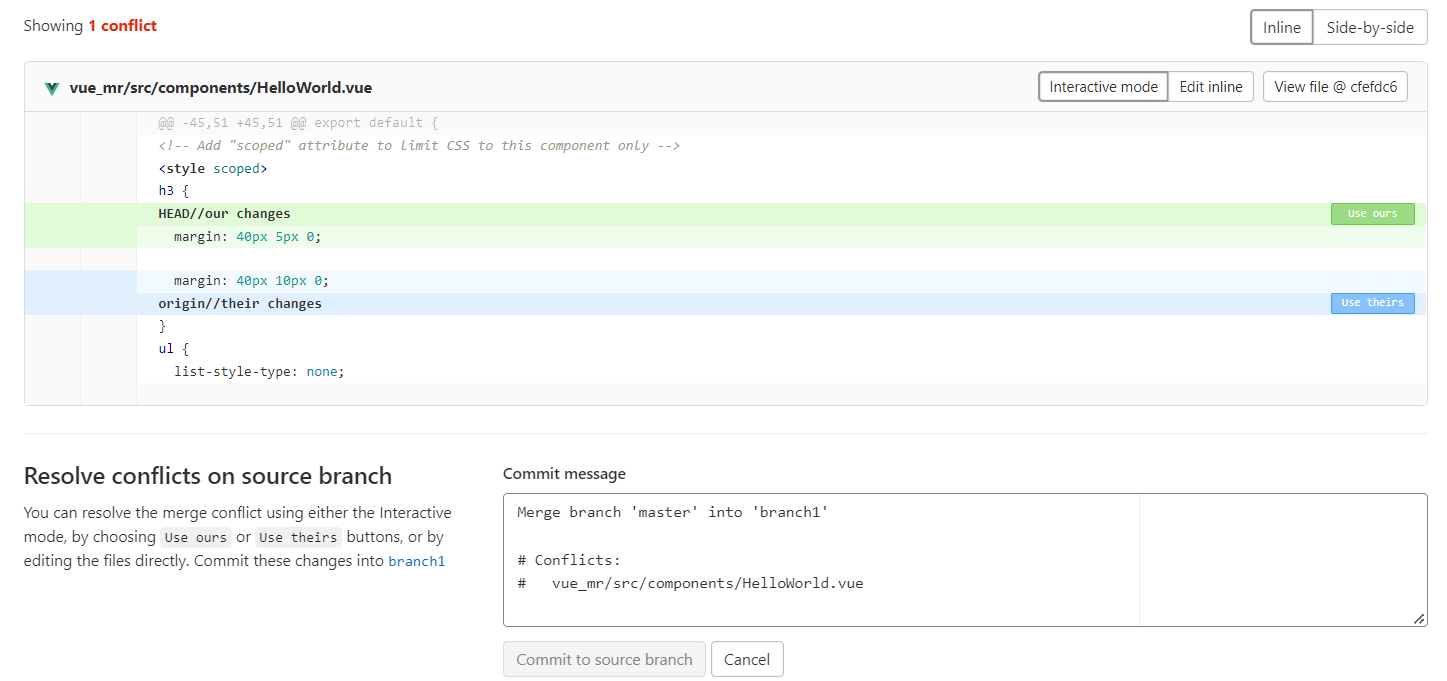 Showing 1 conflict
Inline Side-by-side
vue_mr/src/components/HelloWorld.vue
Interactive mode Edit inline View file @ cfefdc6
@@ -45,51 +45,51 @@ export default {
<!-- Add "scoped" attribute to limit CSS to this component only -->
<style scoped>
h3 {
HEAD//our changes Use ours
margin: 40px 5px 0;
margin: 40px 10px 0;
origin//their changes Use theirs
}
ul {
list-style-type: none;
Resolve conflicts on source branch
You can resolve the merge conflict using either the Interactive
mode, by choosing Use ours or Use theirs buttons, or by
editing the files directly. Commit these changes into branch1
Commit message
Merge branch 'master' into 'branch1'
# Conflicts:
#   vue_mr/src/components/HelloWorld.vue
Commit to source branch Cancel